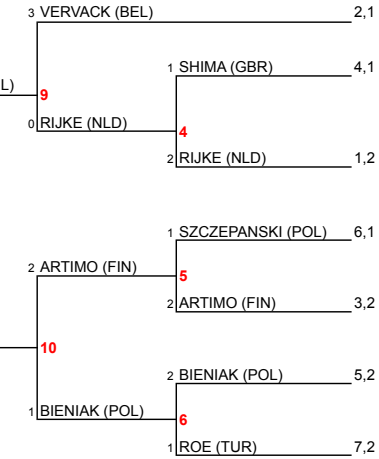 3 VERVACK (BEL) 2,1
1 SHIMA (GBR) 4,1
L) 9
0 RIJKE (NLD) 4
2 RIJKE (NLD) 1,2
1 SZCZEPANSKI (POL) 6,1
2 ARTIMO (FIN) 5
2 ARTIMO (FIN) 3,2
10
2 BIENIAK (POL) 5,2
1 BIENIAK (POL) 6
1 ROE (TUR) 7,2